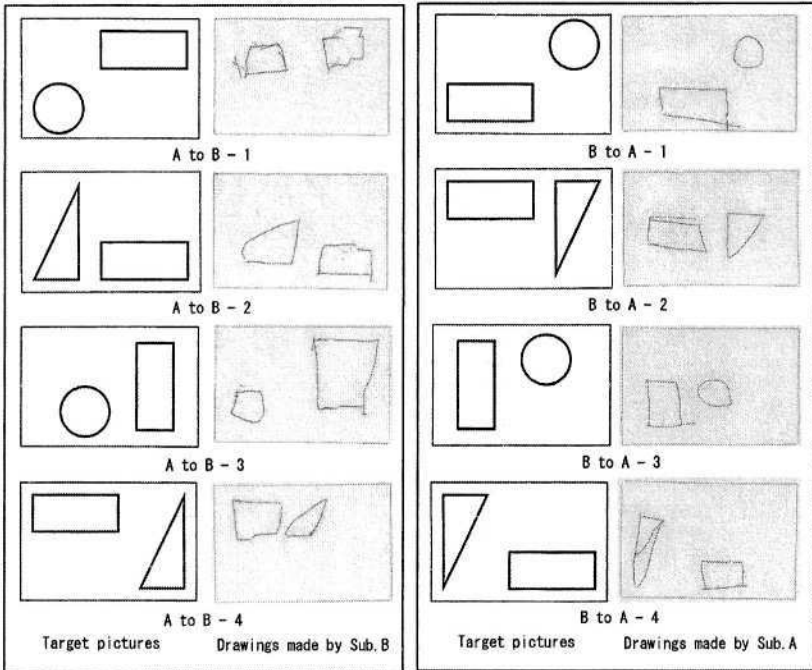 A to B - 1
A to B - 2
A to B - 3
A to B - 4
Target pictures
Drawings made by Sub.B
B to A - 1
B to A - 2
B to A - 3
B to A - 4
Target pictures
Drawings made by Sub.A